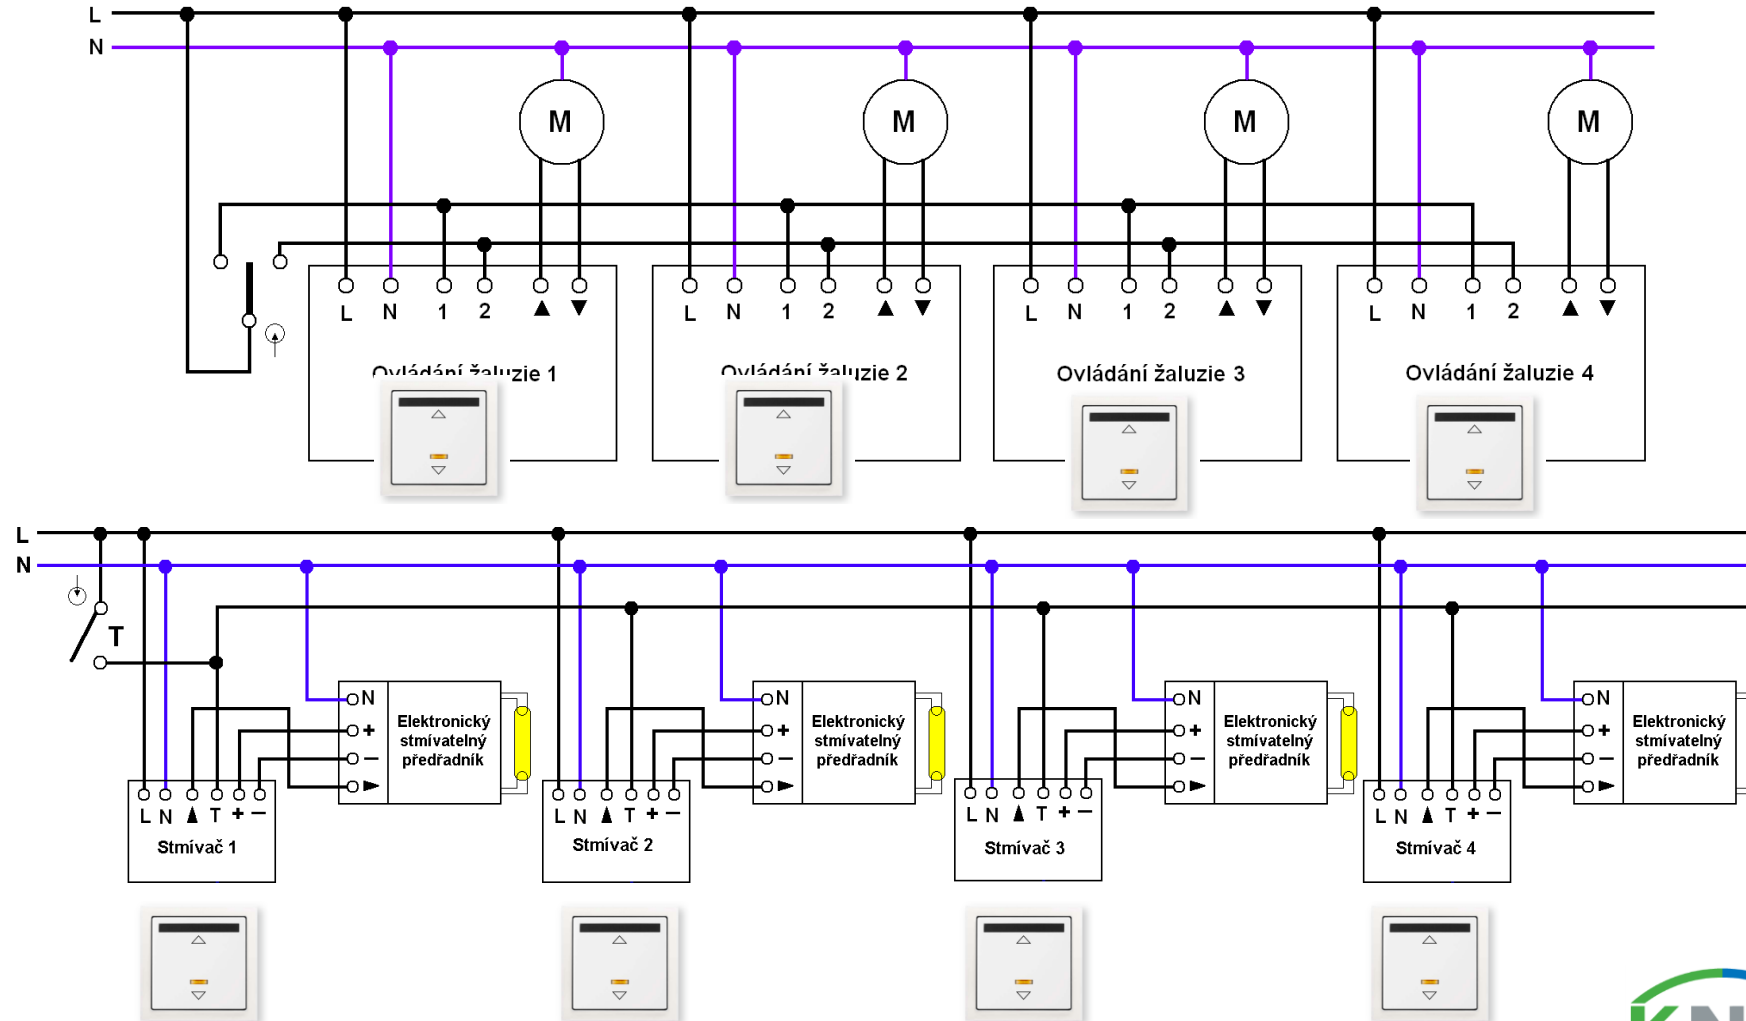 L
N
M M M M
L N 1 2 ▲ ▼ L N 1 2 ▲ ▼ L N 1 2 ▲ ▼ L N 1 2 ▲ ▼
Ovládání žaluzie 1 Ovládání žaluzie 2 Ovládání žaluzie 3 Ovládání žaluzie 4
L
N
T
N N N N
+ + + +
− − − −
Elektronický
stmívatelný
předřadník
Elektronický
stmívatelný
předřadník
Elektronický
stmívatelný
předřadník
Elektronický
stmívatelný
předřadník
L N ▲ T + − L N ▲ T + − L N ▲ T + − L N ▲ T + −
Stmívač 1 Stmívač 2 Stmívač 3 Stmívač 4